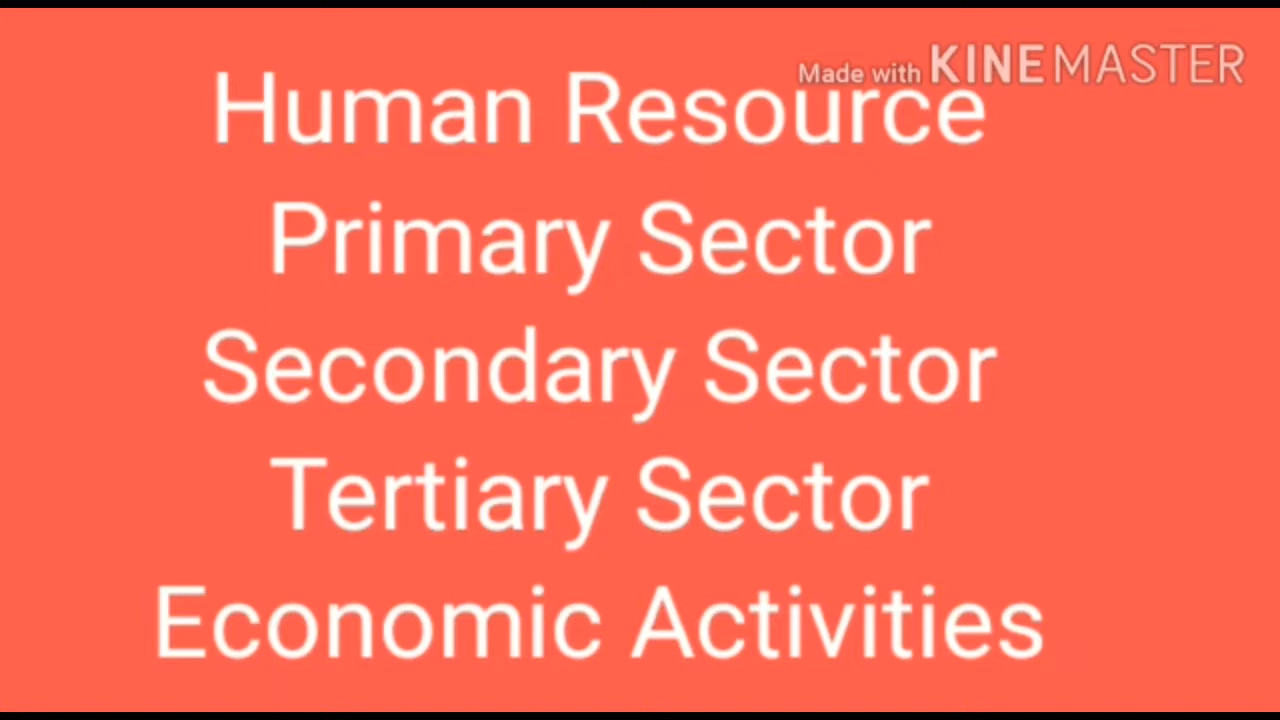 Made with KINEMASTER
Human Resource
Primary Sector
Secondary Sector
Tertiary Sector
Economic Activities